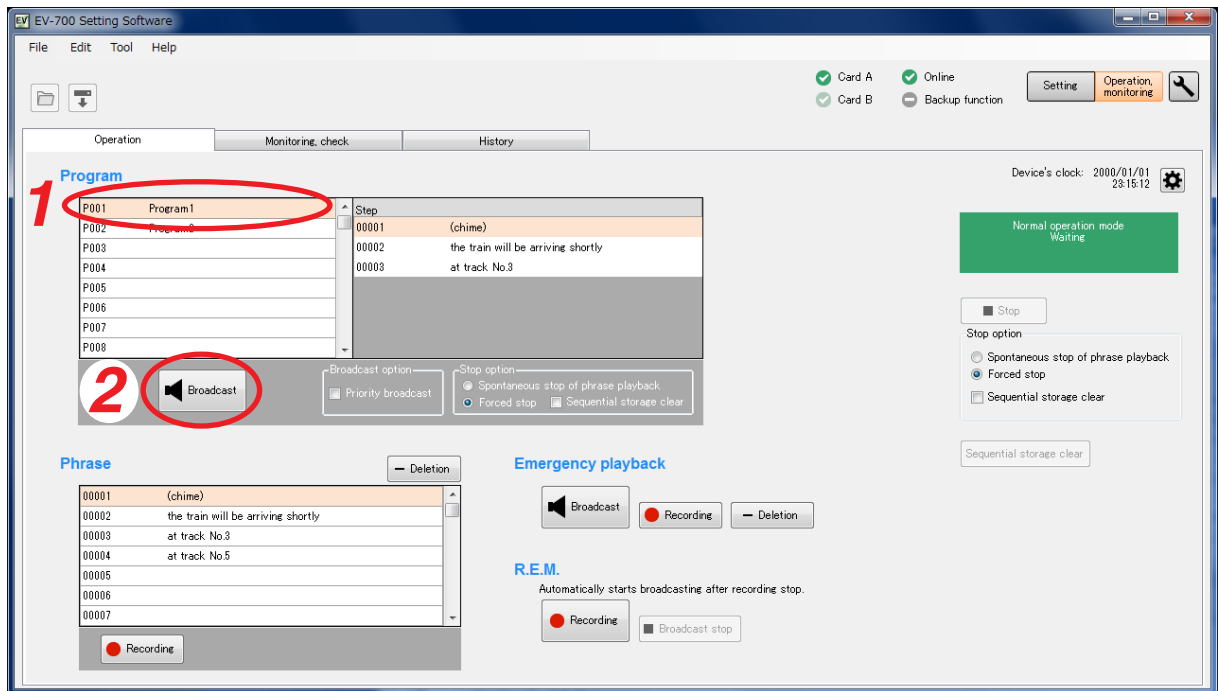 EV EV-700 Setting Software
File Edit Tool Help
Card A Online
Card B Backup function
Setting Operation, monitoring
Operation Monitoring, check History
Device's clock: 2000/01/01
23:15:12
1 Program
P001 Program1
P002 Program2
P003
P004
P005
P006
P007
P008
Step
00001 (chime)
00002 the train will be arriving shortly
00003 at track No.3
Normal operation mode
Waiting
2 Broadcast
Broadcast option
Priority broadcast
Stop option
Spontaneous stop of phrase playback
Forced stop Sequential storage clear
Stop
Stop option
Spontaneous stop of phrase playback
Forced stop
Sequential storage clear
Sequential storage clear
Phrase
Deletion
00001 (chime)
00002 the train will be arriving shortly
00003 at track No.3
00004 at track No.5
00005
00006
00007
Recording
Emergency playback
Broadcast Recording Deletion
R.E.M.
Automatically starts broadcasting after recording stop.
Recording Broadcast stop